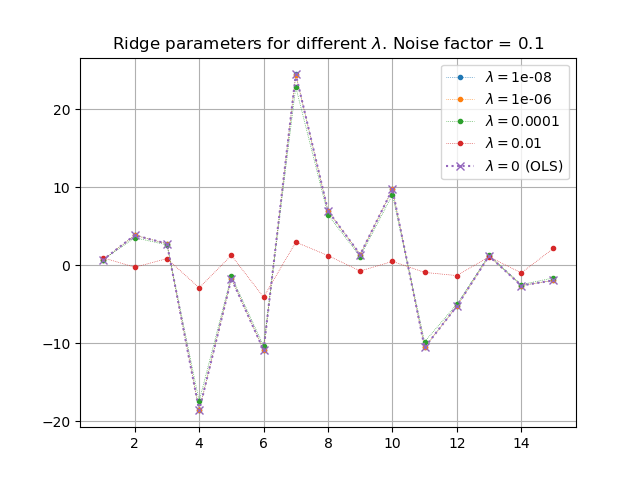 Ridge parameters for different λ. Noise factor = 0.1
λ = 1e-08
λ = 1e-06
λ = 0.0001
λ = 0.01
λ = 0 (OLS)
20
10
0
−10
−20
2 4 6 8 10 12 14